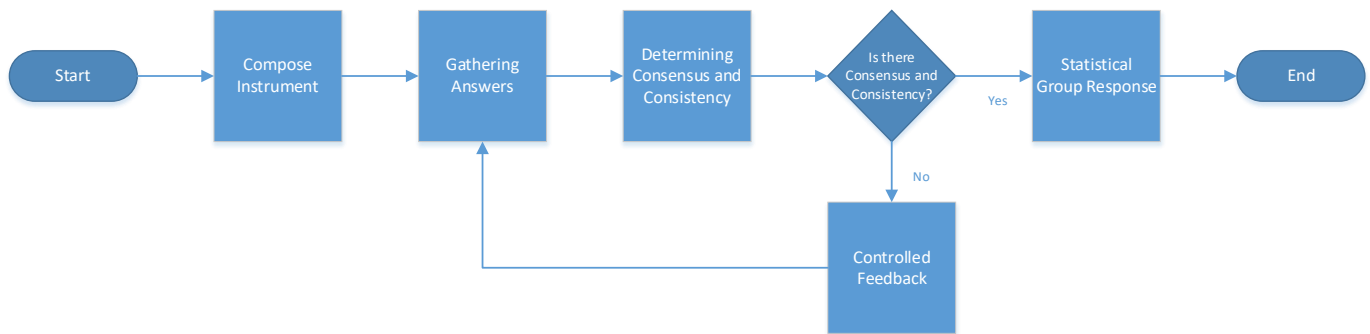 Start
Compose
Instrument
Gathering
Answers
Determining
Consensus and
Consistency
Is there
Consensus and
Consistency?
Yes
Statistical
Group Response
End
No
Controlled
Feedback